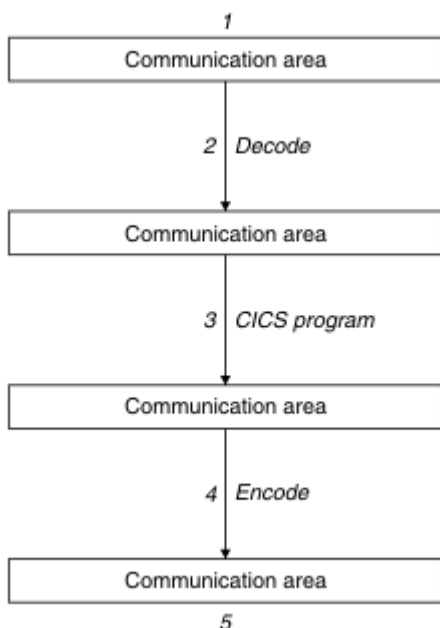 1
Communication area
2 Decode
Communication area
3 CICS program
Communication area
4 Encode
Communication area
5